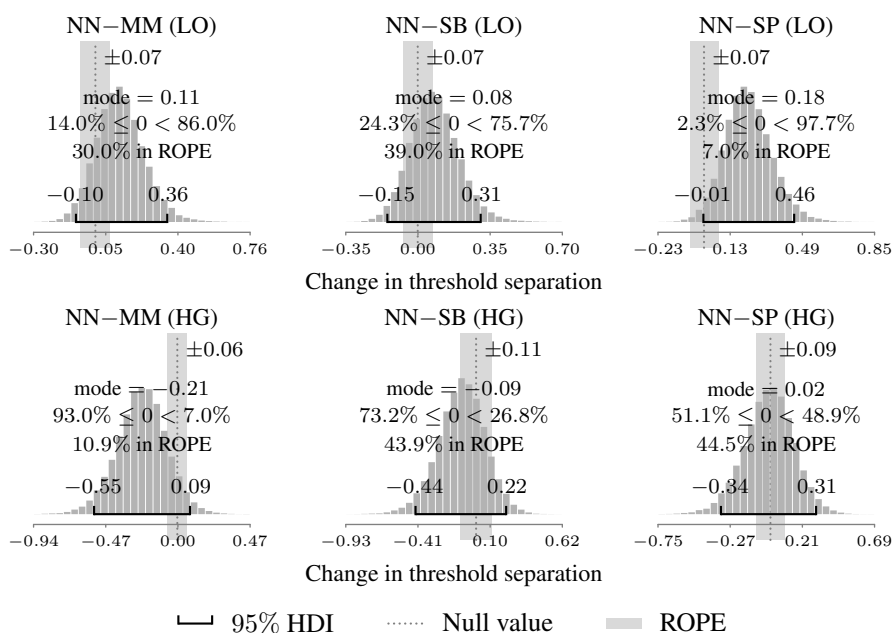 NN−MM (LO) NN−SB (LO) NN−SP (LO)
±0.07 ±0.07 ±0.07
mode = 0.11 mode = 0.08 mode = 0.18
14.0% ≤ 0 < 86.0% 24.3% ≤ 0 < 75.7% 2.3% ≤ 0 < 97.7%
30.0% in ROPE 39.0% in ROPE 7.0% in ROPE
−0.10 0.36 −0.15 0.31 −0.01 0.46
−0.30 0.05 0.40 0.76 −0.35 0.00 0.35 0.70 −0.23 0.13 0.49 0.85
Change in threshold separation
NN−MM (HG) NN−SB (HG) NN−SP (HG)
±0.06 ±0.11 ±0.09
mode = −0.21 mode = −0.09 mode = 0.02
93.0% ≤ 0 < 7.0% 73.2% ≤ 0 < 26.8% 51.1% ≤ 0 < 48.9%
10.9% in ROPE 43.9% in ROPE 44.5% in ROPE
−0.55 0.09 −0.44 0.22 −0.34 0.31
−0.94 −0.47 0.00 0.47 −0.93 −0.41 0.10 0.62 −0.75 −0.27 0.21 0.69
Change in threshold separation
95% HDI Null value ROPE